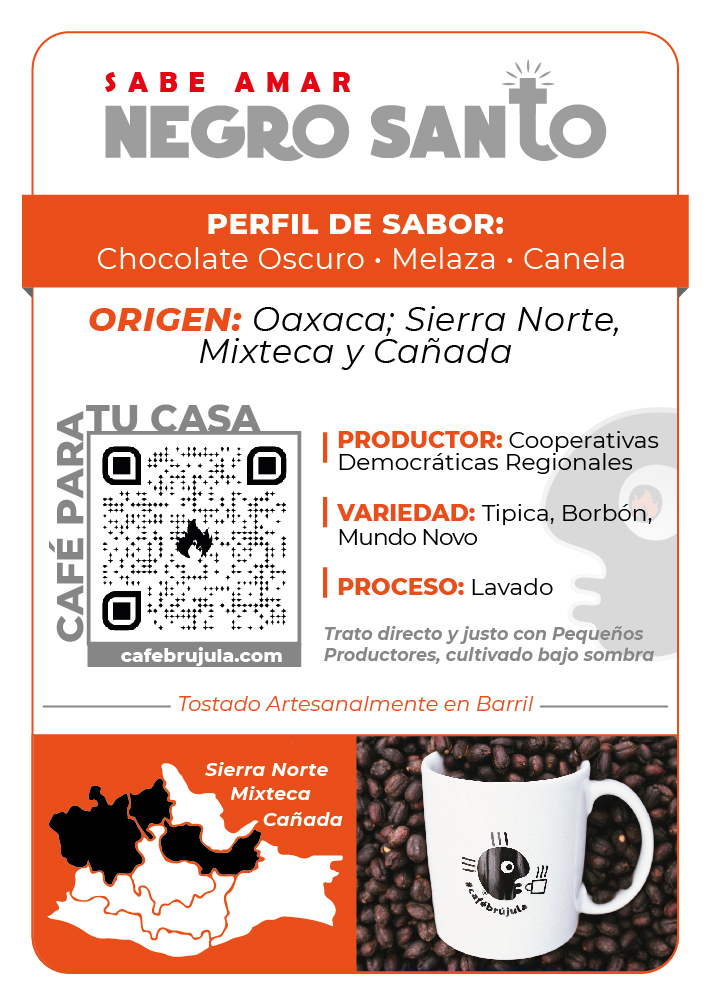 SABE AMAR
NEGRO SANTO
PERFIL DE SABOR:
Chocolate Oscuro • Melaza • Canela
ORIGEN: Oaxaca; Sierra Norte,
Mixteca y Cañada
CAFÉ PARA
TU CASA
cafebrujula.com
PRODUCTOR: Cooperativas
Democráticas Regionales
VARIEDAD: Tipica, Borbón,
Mundo Novo
PROCESO: Lavado
Trato directo y justo con Pequeños
Productores, cultivado bajo sombra
Tostado Artesanalmente en Barril
Sierra Norte
Mixteca
Cañada
#cafébrújula